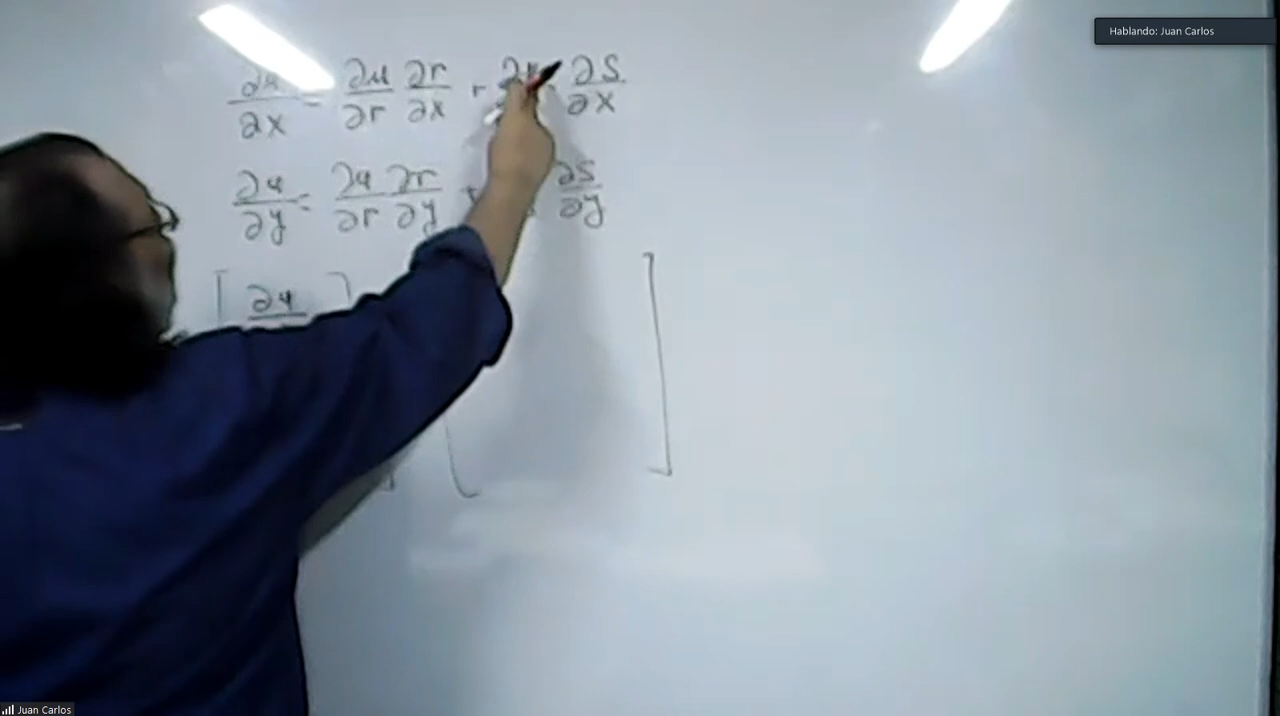 Hablando: Juan Carlos
∂u/∂x = ∂u/∂r ∂r/∂x + ∂S/∂x
∂u/∂y = ∂u/∂r ∂r/∂y + ∂S/∂y
[ ∂u ] [ ]
Juan Carlos